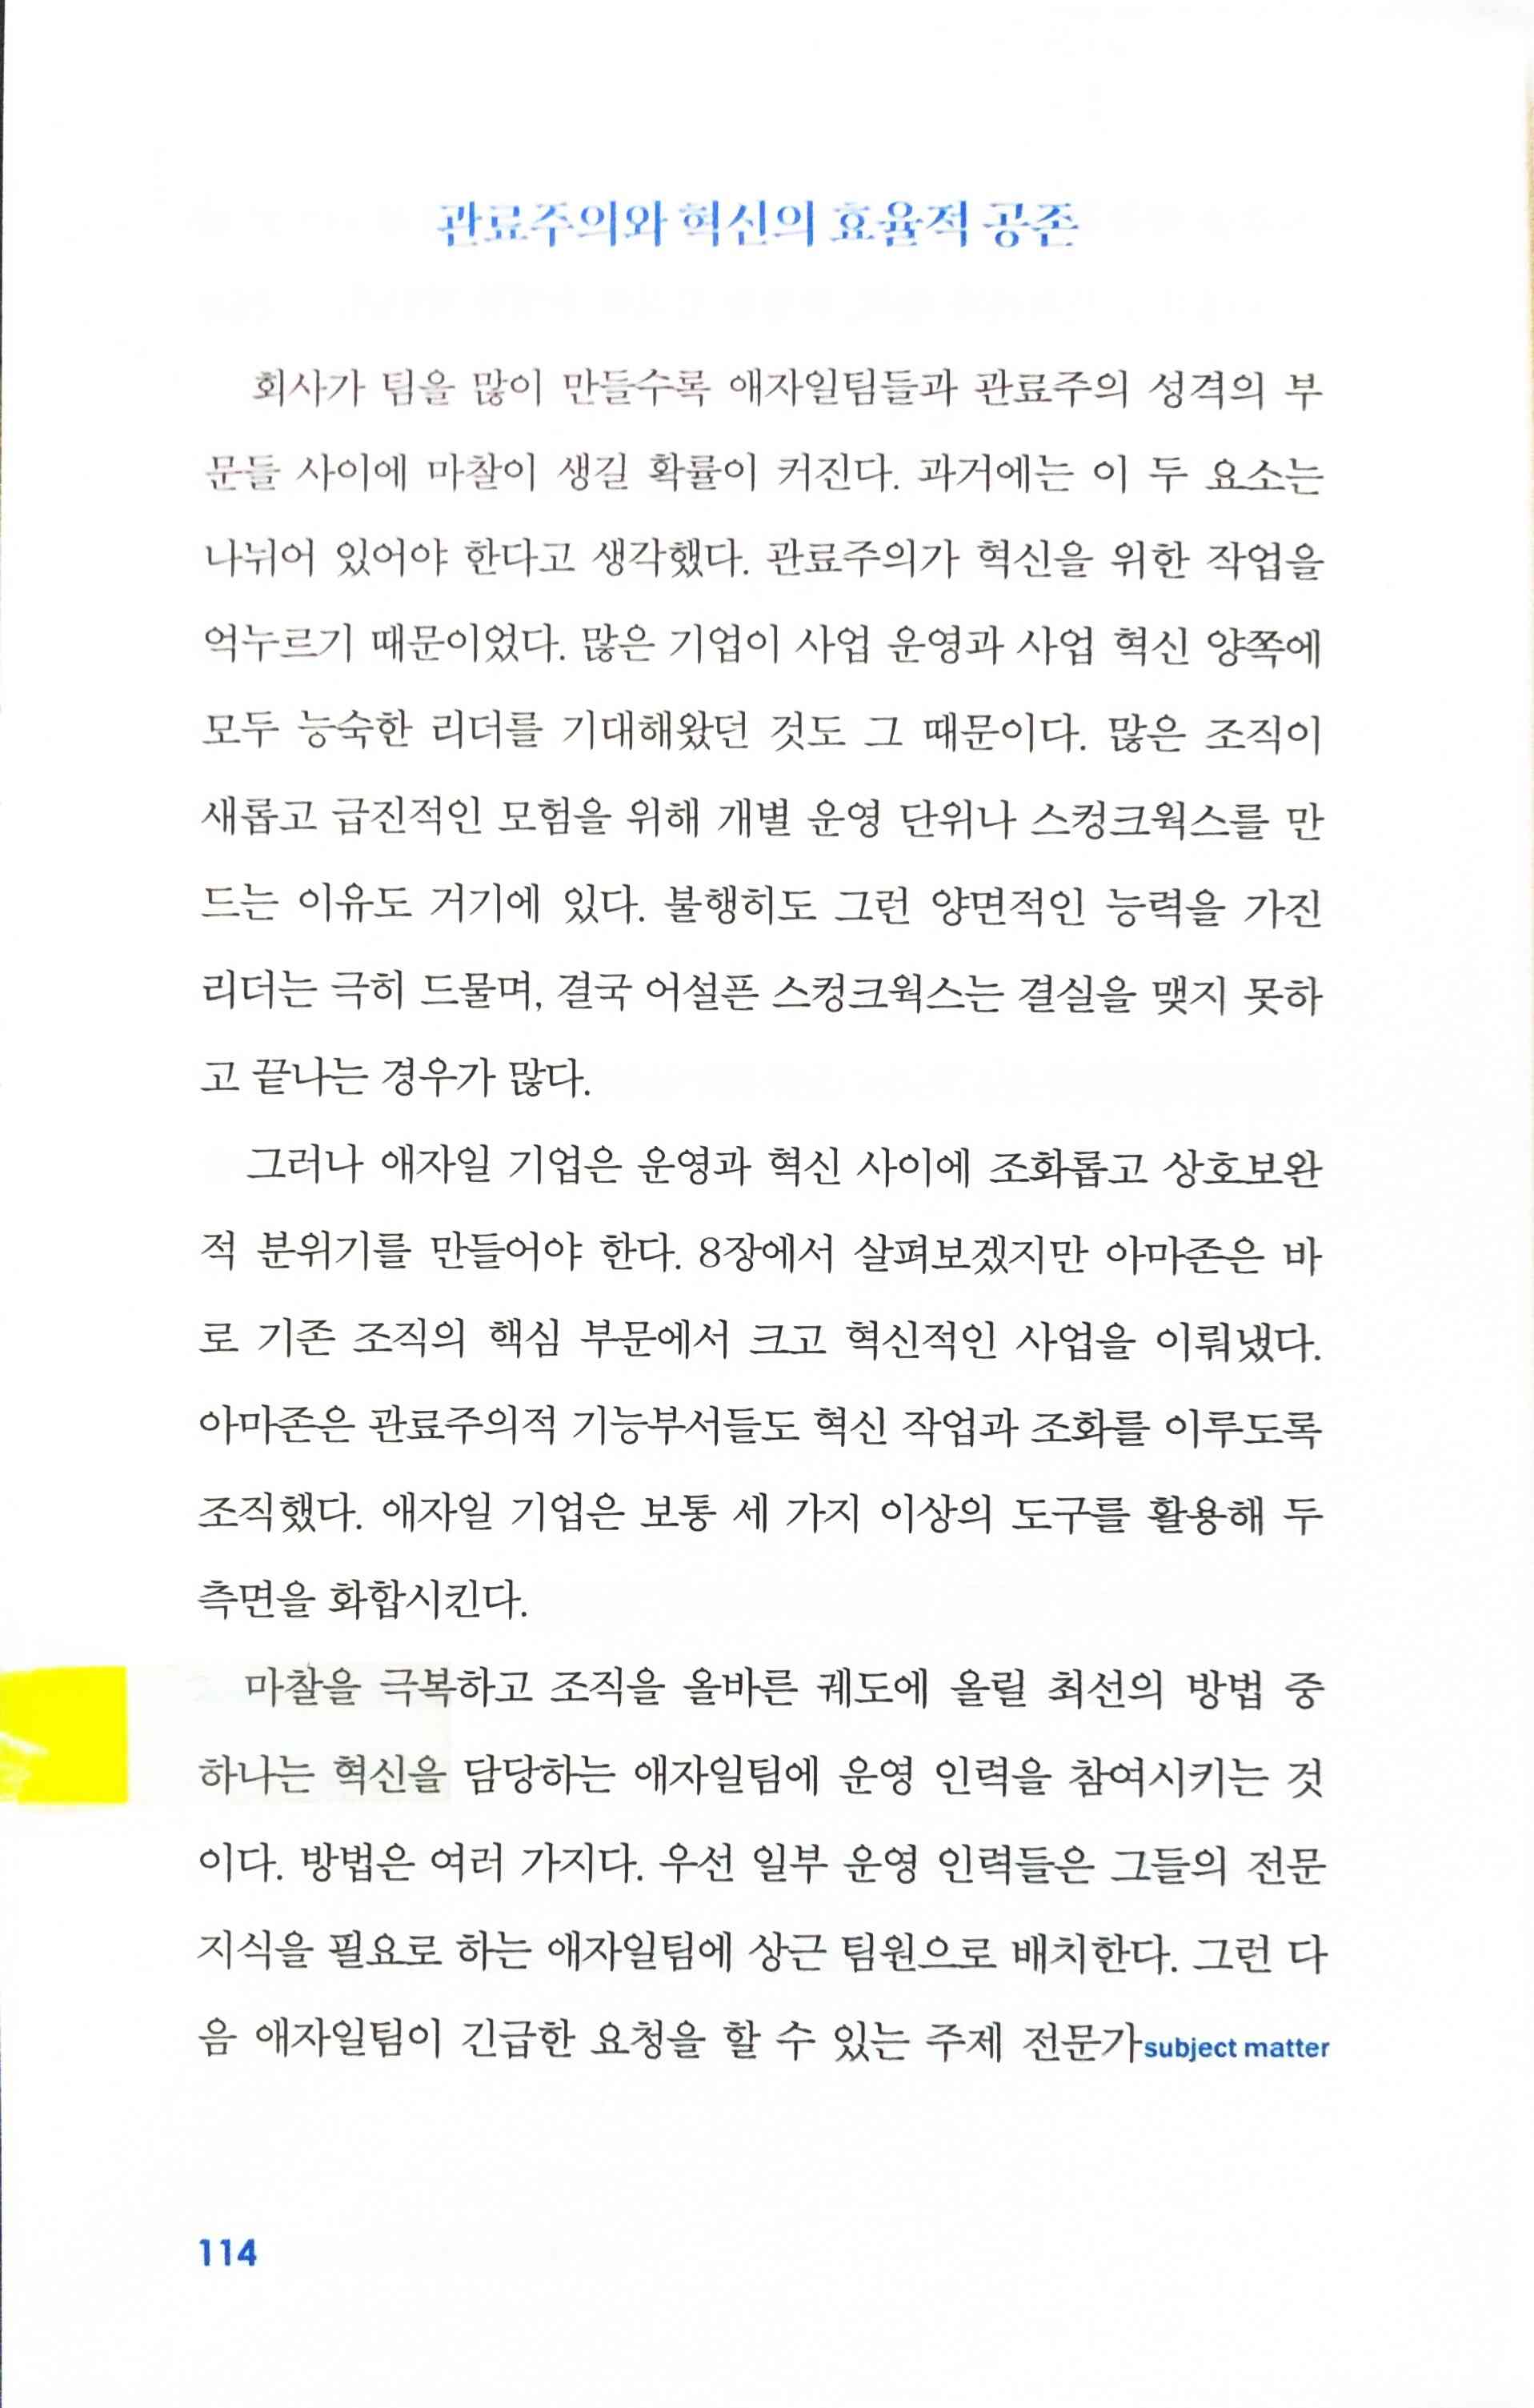 관료주의와 혁신의 효율적 공존
회사가 팀을 많이 만들수록 애자일팀들과 관료주의 성격의 부
문들 사이에 마찰이 생길 확률이 커진다. 과거에는 이 두 요소는
나뉘어 있어야 한다고 생각했다. 관료주의가 혁신을 위한 작업을
억누르기 때문이었다. 많은 기업이 사업 운영과 사업 혁신 양쪽에
모두 능숙한 리더를 기대해왔던 것도 그 때문이다. 많은 조직이
새롭고 급진적인 모험을 위해 개별 운영 단위나 스컹크웍스를 만
드는 이유도 거기에 있다. 불행히도 그런 양면적인 능력을 가진
리더는 극히 드물며, 결국 어설픈 스컹크웍스는 결실을 맺지 못하
고 끝나는 경우가 많다.
그러나 애자일 기업은 운영과 혁신 사이에 조화롭고 상호보완
적 분위기를 만들어야 한다. 8장에서 살펴보겠지만 아마존은 바
로 기존 조직의 핵심 부문에서 크고 혁신적인 사업을 이뤄냈다.
아마존은 관료주의적 기능부서들도 혁신 작업과 조화를 이루도록
조직했다. 애자일 기업은 보통 세 가지 이상의 도구를 활용해 두
측면을 화합시킨다.
마찰을 극복하고 조직을 올바른 궤도에 올릴 최선의 방법 중
하나는 혁신을 담당하는 애자일팀에 운영 인력을 참여시키는 것
이다. 방법은 여러 가지다. 우선 일부 운영 인력들은 그들의 전문
지식을 필요로 하는 애자일팀에 상근 팀원으로 배치한다. 그런 다
음 애자일팀이 긴급한 요청을 할 수 있는 주제 전문가subject matter
114